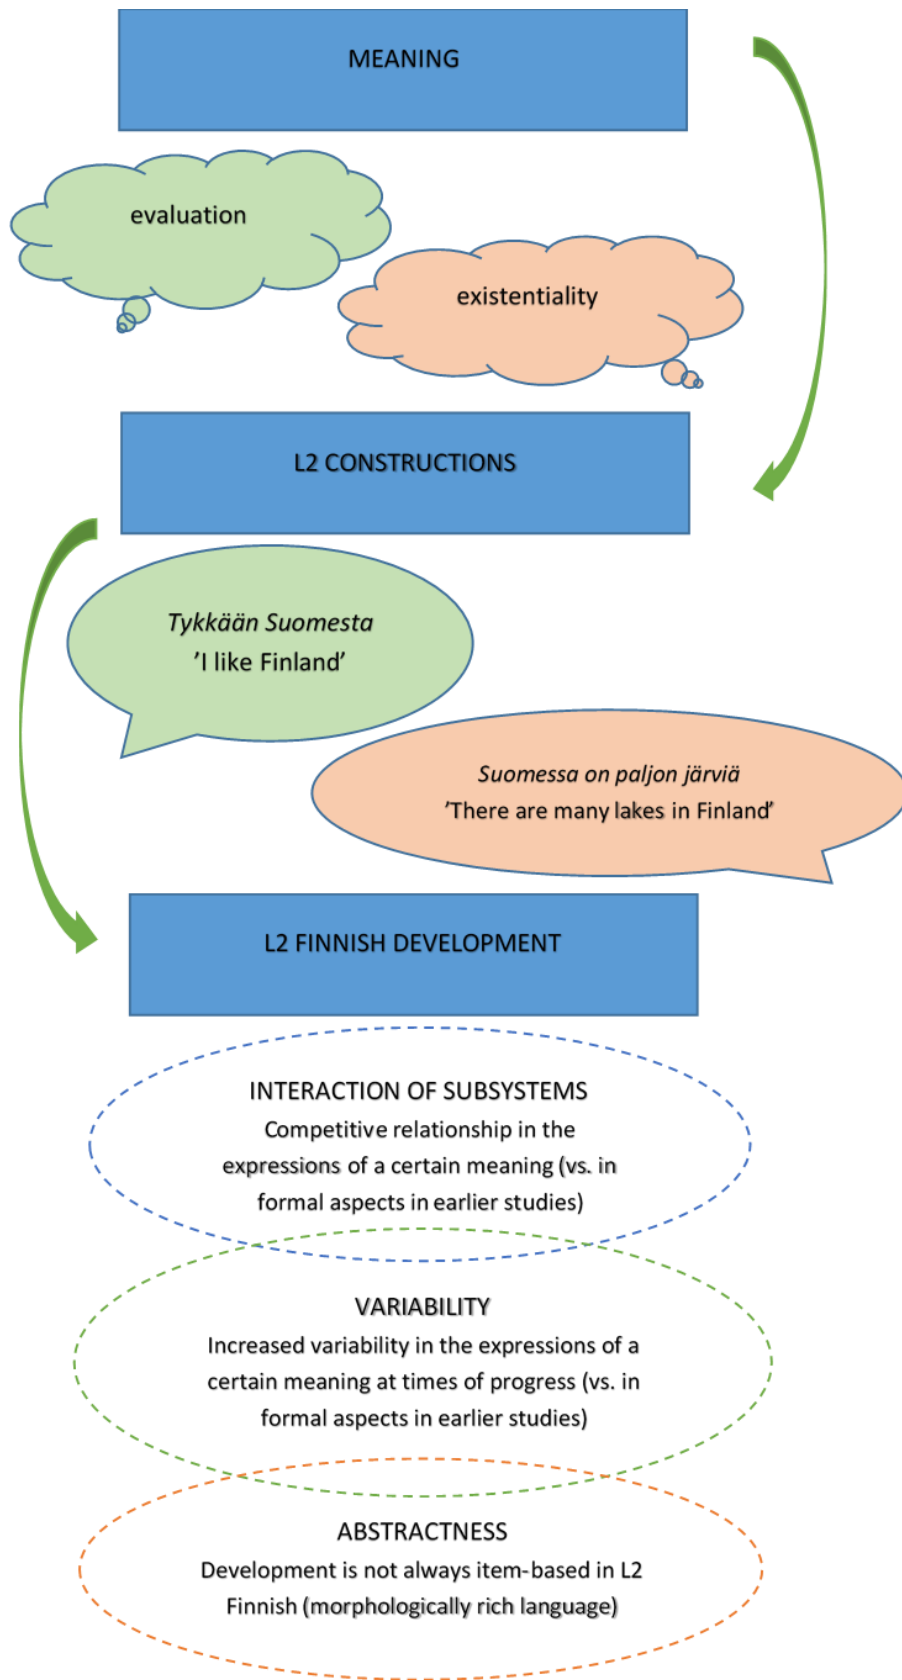 MEANING
evaluation
existentiality
L2 CONSTRUCTIONS
Tykkään Suomesta
’I like Finland’
Suomessa on paljon järviä
’There are many lakes in Finland’
L2 FINNISH DEVELOPMENT
INTERACTION OF SUBSYSTEMS
Competitive relationship in the
expressions of a certain meaning (vs. in
formal aspects in earlier studies)
VARIABILITY
Increased variability in the expressions of a
certain meaning at times of progress (vs. in
formal aspects in earlier studies)
ABSTRACTNESS
Development is not always item-based in L2
Finnish (morphologically rich language)